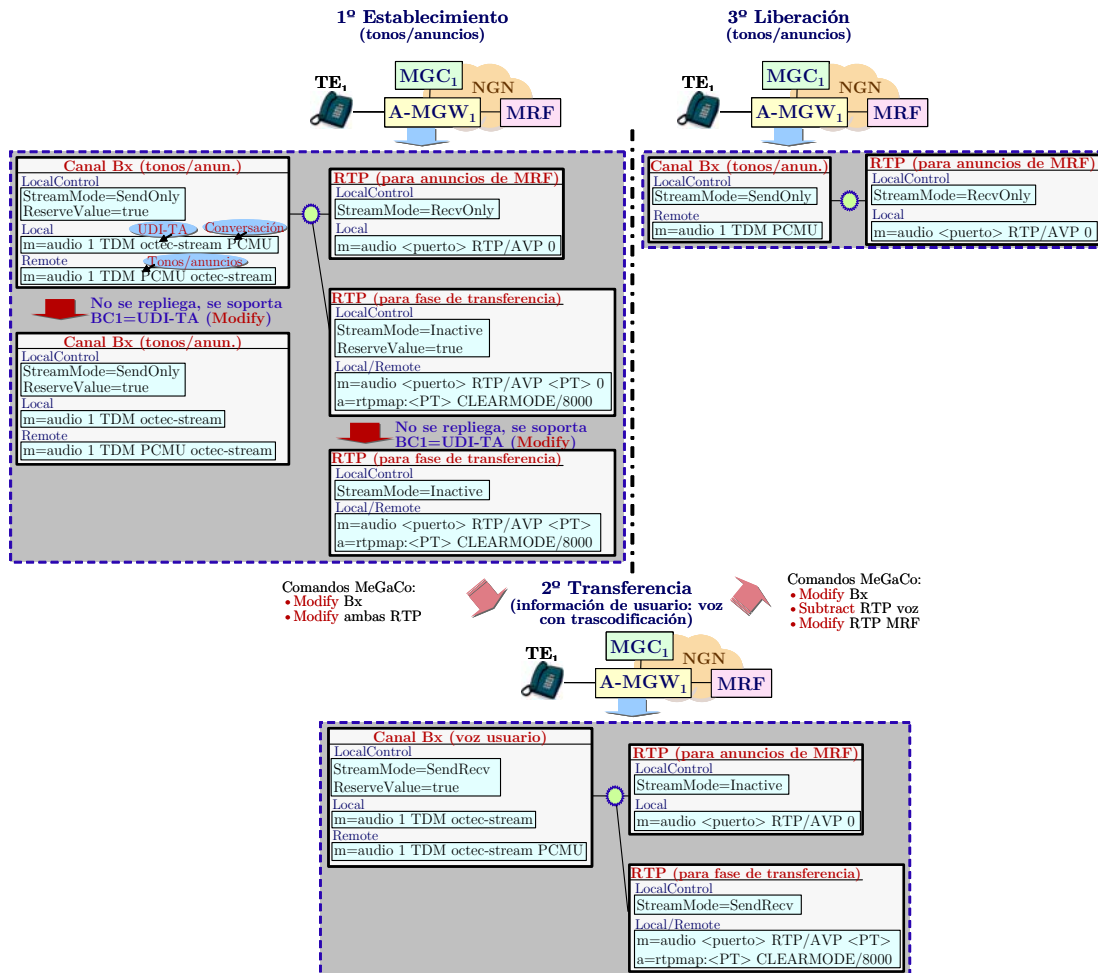 1º Establecimiento
(tonos/anuncios)
TE₁
MGC₁
NGN
A-MGW₁
MRF
Canal Bx (tonos/anun.)
LocalControl
StreamMode=SendOnly
ReserveValue=true
Local
UDI-TA
Conversación
m=audio 1 TDM octec-stream PCMU
Remote
Tonos/anuncios
m=audio 1 TDM PCMU octec-stream
No se repliega, se soporta
BC1=UDI-TA (Modify)
Canal Bx (tonos/anun.)
LocalControl
StreamMode=SendOnly
ReserveValue=true
Local
m=audio 1 TDM octec-stream
Remote
m=audio 1 TDM PCMU octec-stream
RTP (para anuncios de MRF)
LocalControl
StreamMode=RecvOnly
Local
m=audio <puerto> RTP/AVP 0
RTP (para fase de transferencia)
LocalControl
StreamMode=Inactive
ReserveValue=true
Local/Remote
m=audio <puerto> RTP/AVP <PT> 0
a=rtpmap:<PT> CLEARMODE/8000
No se repliega, se soporta
BC1=UDI-TA (Modify)
RTP (para fase de transferencia)
LocalControl
StreamMode=Inactive
Local/Remote
m=audio <puerto> RTP/AVP <PT>
a=rtpmap:<PT> CLEARMODE/8000
3º Liberación
(tonos/anuncios)
TE₁
MGC₁
NGN
A-MGW₁
MRF
Canal Bx (tonos/anun.)
LocalControl
StreamMode=SendOnly
Remote
m=audio 1 TDM PCMU
RTP (para anuncios de MRF)
LocalControl
StreamMode=RecvOnly
Local
m=audio <puerto> RTP/AVP 0
Comandos MeGaCo:
• Modify Bx
• Modify ambas RTP
2º Transferencia
(información de usuario: voz
con trascodificación)
Comandos MeGaCo:
• Modify Bx
• Subtract RTP voz
• Modify RTP MRF
TE₁
MGC₁
NGN
A-MGW₁
MRF
Canal Bx (voz usuario)
LocalControl
StreamMode=SendRecv
ReserveValue=true
Local
m=audio 1 TDM octec-stream
Remote
m=audio 1 TDM octec-stream PCMU
RTP (para anuncios de MRF)
LocalControl
StreamMode=Inactive
Local
m=audio <puerto> RTP/AVP 0
RTP (para fase de transferencia)
LocalControl
StreamMode=SendRecv
Local/Remote
m=audio <puerto> RTP/AVP <PT>
a=rtpmap:<PT> CLEARMODE/8000